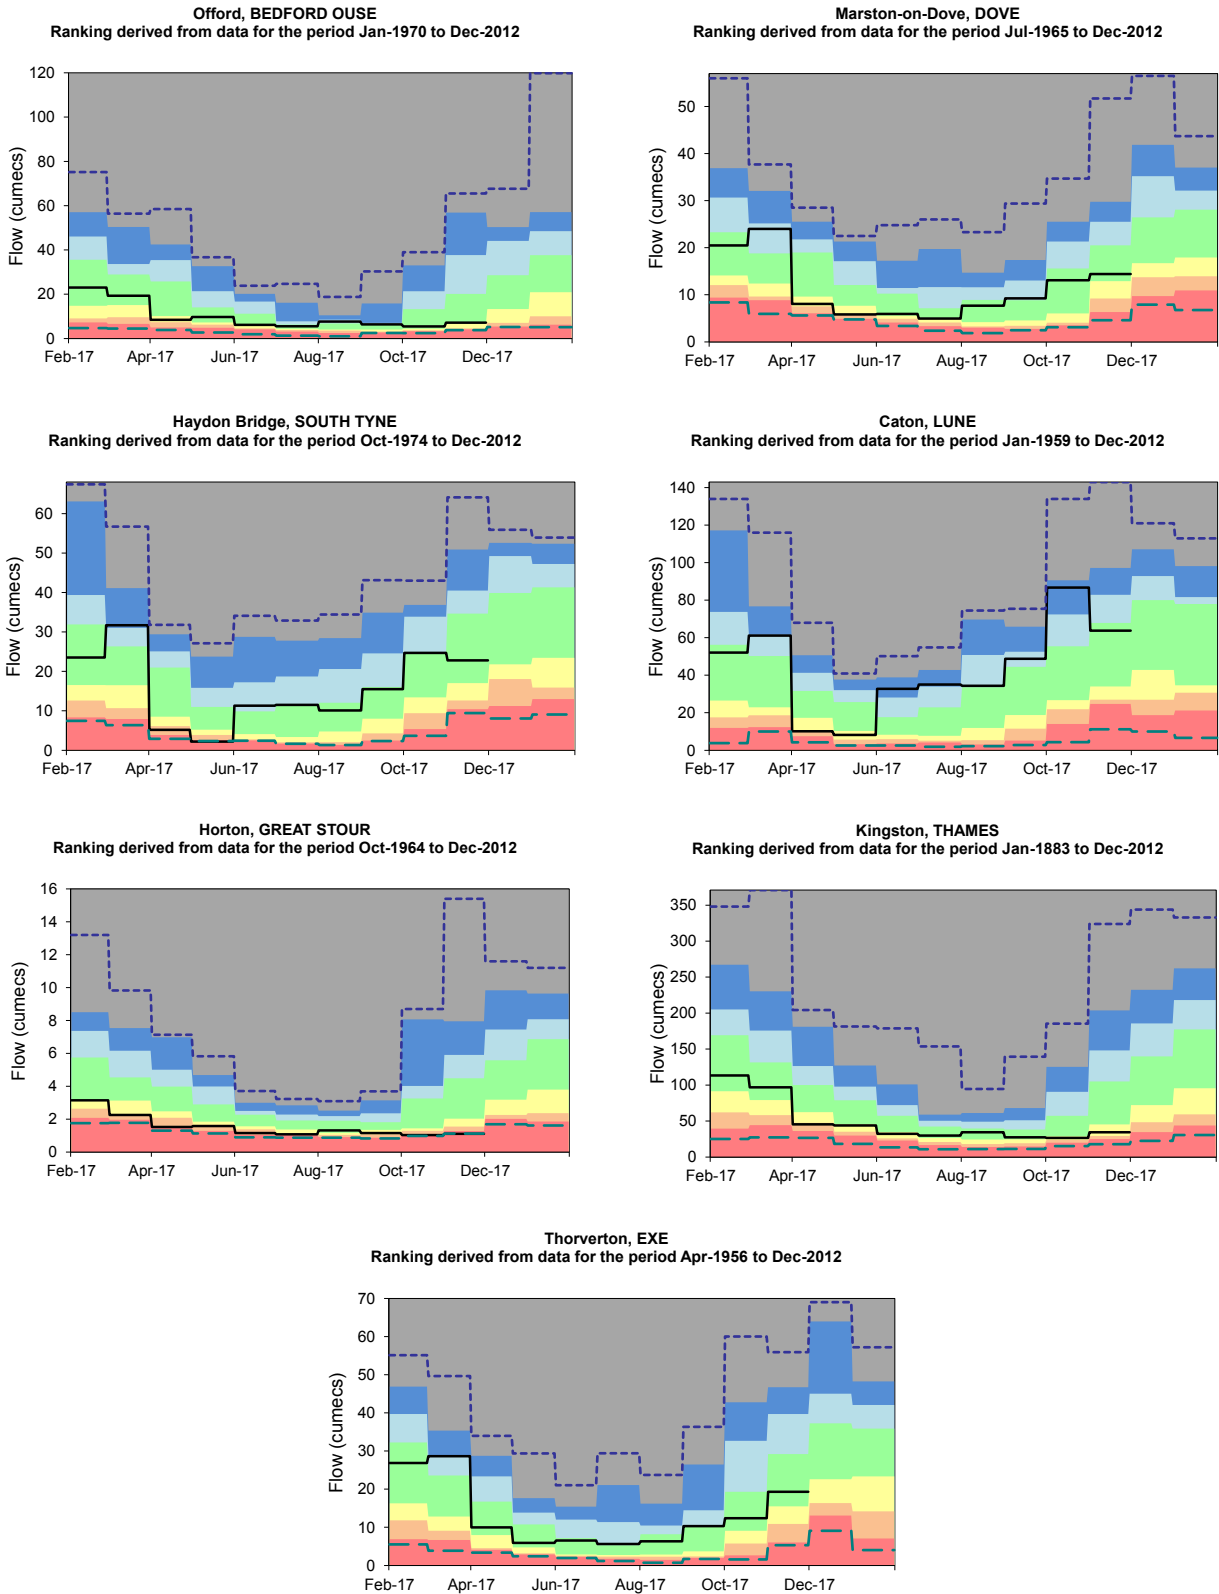 Offord, BEDFORD OUSE
Ranking derived from data for the period Jan-1970 to Dec-2012
Flow (cumecs)
120
100
80
60
40
20
0
Feb-17 Apr-17 Jun-17 Aug-17 Oct-17 Dec-17
Marston-on-Dove, DOVE
Ranking derived from data for the period Jul-1965 to Dec-2012
Flow (cumecs)
50
40
30
20
10
0
Feb-17 Apr-17 Jun-17 Aug-17 Oct-17 Dec-17
Haydon Bridge, SOUTH TYNE
Ranking derived from data for the period Oct-1974 to Dec-2012
Flow (cumecs)
60
50
40
30
20
10
0
Feb-17 Apr-17 Jun-17 Aug-17 Oct-17 Dec-17
Caton, LUNE
Ranking derived from data for the period Jan-1959 to Dec-2012
Flow (cumecs)
140
120
100
80
60
40
20
0
Feb-17 Apr-17 Jun-17 Aug-17 Oct-17 Dec-17
Horton, GREAT STOUR
Ranking derived from data for the period Oct-1964 to Dec-2012
Flow (cumecs)
16
14
12
10
8
6
4
2
0
Feb-17 Apr-17 Jun-17 Aug-17 Oct-17 Dec-17
Kingston, THAMES
Ranking derived from data for the period Jan-1883 to Dec-2012
Flow (cumecs)
350
300
250
200
150
100
50
0
Feb-17 Apr-17 Jun-17 Aug-17 Oct-17 Dec-17
Thorverton, EXE
Ranking derived from data for the period Apr-1956 to Dec-2012
Flow (cumecs)
70
60
50
40
30
20
10
0
Feb-17 Apr-17 Jun-17 Aug-17 Oct-17 Dec-17